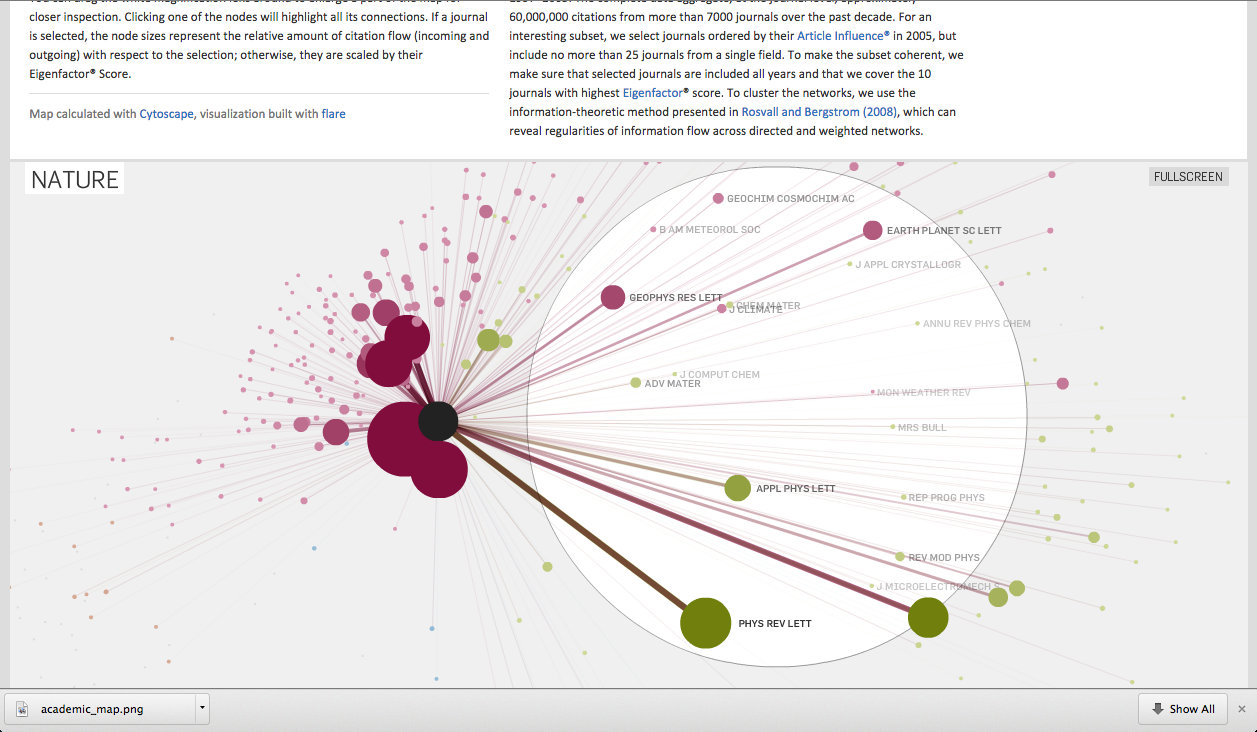 closer inspection. Clicking one of the nodes will highlight all its connections. If a journal
is selected, the node sizes represent the relative amount of citation flow (incoming and
outgoing) with respect to the selection; otherwise, they are scaled by their
Eigenfactor® Score.
Map calculated with Cytoscape, visualization built with flare
60,000,000 citations from more than 7000 journals over the past decade. For an
interesting subset, we select journals ordered by their Article Influence® in 2005, but
include no more than 25 journals from a single field. To make the subset coherent, we
make sure that selected journals are included all years and that we cover the 10
journals with highest Eigenfactor® score. To cluster the networks, we use the
information-theoretic method presented in Rosvall and Bergstrom (2008), which can
reveal regularities of information flow across directed and weighted networks.
NATURE
FULLSCREEN
GEOCHIM COSMOCHIM AC
B AM METEOROL SOC
EARTH PLANET SC LETT
J APPL CRYSTALLOGR
GEOPHYS RES LETT
CHEM MATER
J CLIMATE
ANNU REV PHYS CHEM
J COMPUT CHEM
ADV MATER
MON WEATHER REV
MRS BULL
APPL PHYS LETT
REP PROG PHYS
REV MOD PHYS
J MICROELECTROMECH S
PHYS REV LETT
academic_map.png
Show All